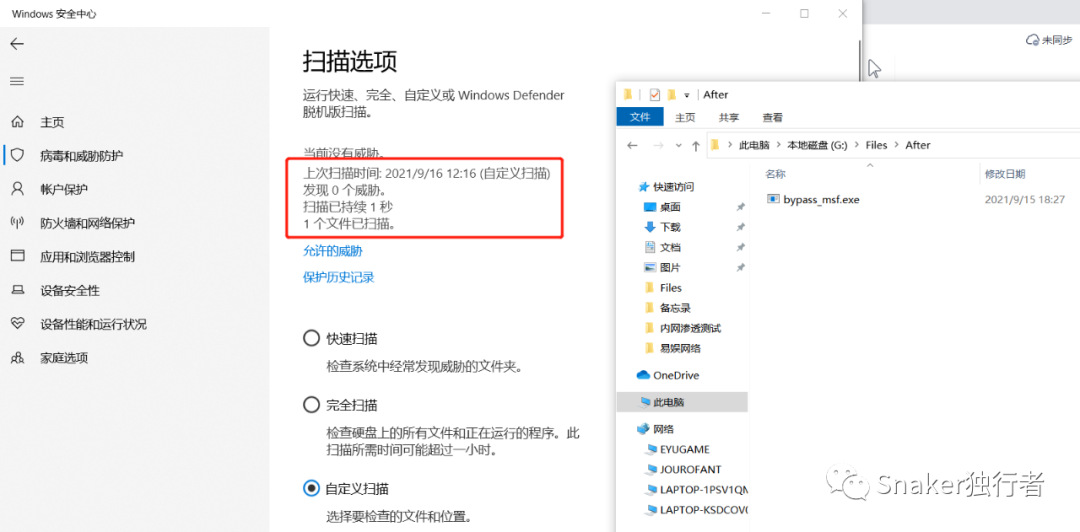 Windows 安全中心
主页
病毒和威胁防护
帐户保护
防火墙和网络保护
应用和浏览器控制
设备安全性
设备性能和运行状况
家庭选项
扫描选项
运行快速、完全、自定义或 Windows Defender
脱机版扫描。
当前没有威胁。
上次扫描时间: 2021/9/16 12:16 (自定义扫描)
发现 0 个威胁。
扫描已持续 1 秒
1 个文件已扫描。
允许的威胁
保护历史记录
快速扫描
检查系统中经常发现威胁的文件夹。
完全扫描
检查硬盘上的所有文件和正在运行的程序。此
扫描所需时间可能超过一小时。
自定义扫描
选择要检查的文件和位置。
未同步
After
文件 主页 共享 查看
此电脑 本地磁盘 (G:) Files After
快速访问
桌面
下载
文档
图片
Files
备忘录
内网渗透测试
易娱网络
OneDrive
此电脑
网络
EYUGAME
JOUROFANT
LAPTOP-1PSV1QN
LAPTOP-KSDCOV0
名称 修改日期
bypass_msf.exe 2021/9/15 18:27
Snaker独行者